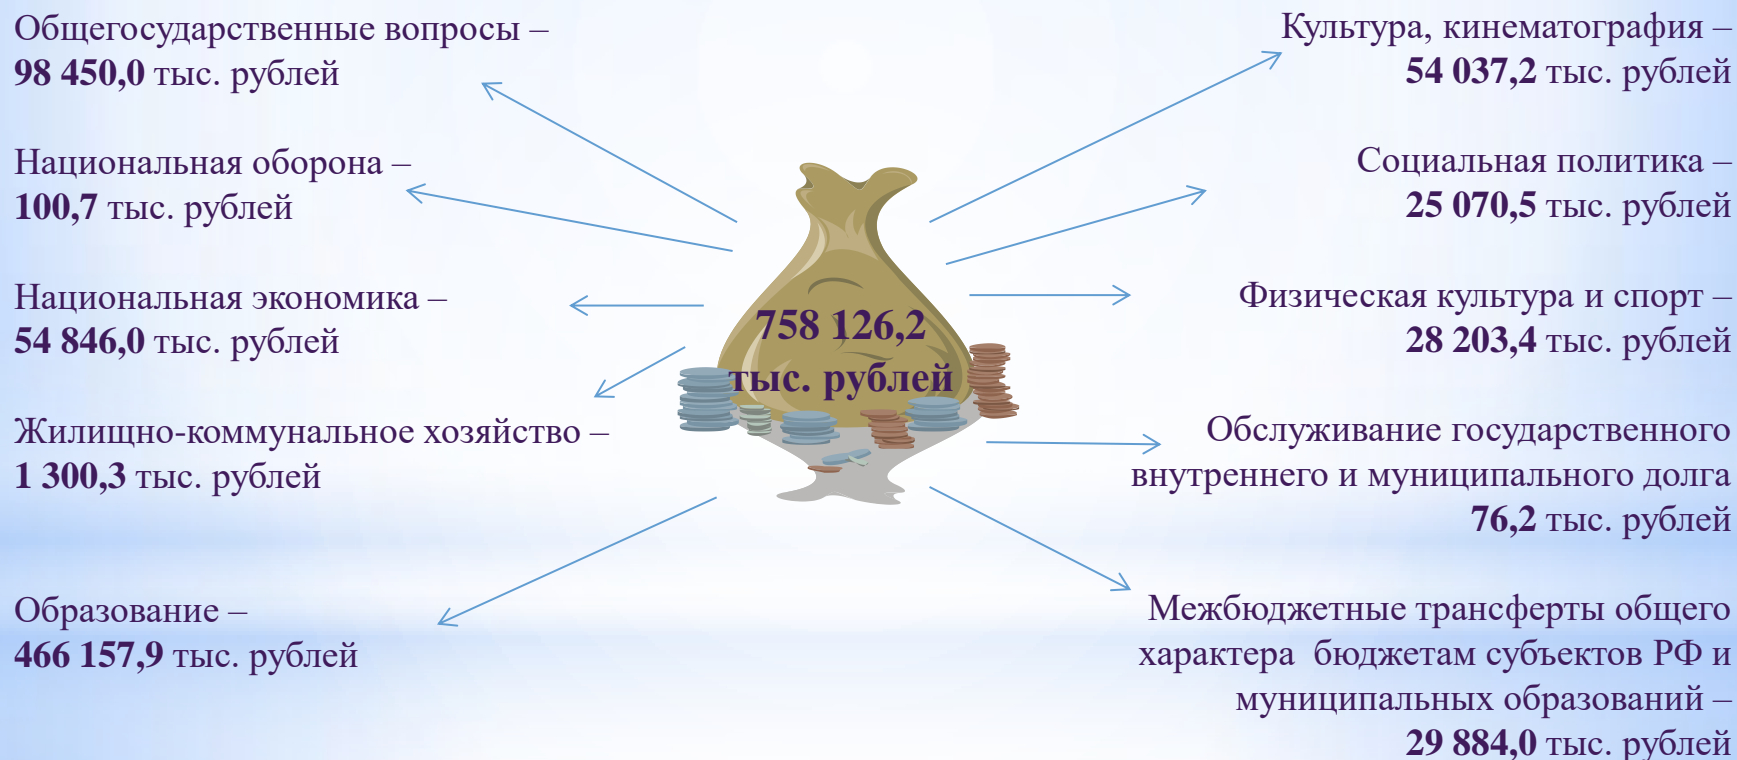 Общегосударственные вопросы –
98 450,0 тыс. рублей
Национальная оборона –
100,7 тыс. рублей
Национальная экономика –
54 846,0 тыс. рублей
Жилищно-коммунальное хозяйство –
1 300,3 тыс. рублей
Образование –
466 157,9 тыс. рублей
758 126,2
тыс. рублей
Культура, кинематография –
54 037,2 тыс. рублей
Социальная политика –
25 070,5 тыс. рублей
Физическая культура и спорт –
28 203,4 тыс. рублей
Обслуживание государственного
внутреннего и муниципального долга
76,2 тыс. рублей
Межбюджетные трансферты общего
характера  бюджетам субъектов РФ и
муниципальных образований –
29 884,0 тыс. рублей